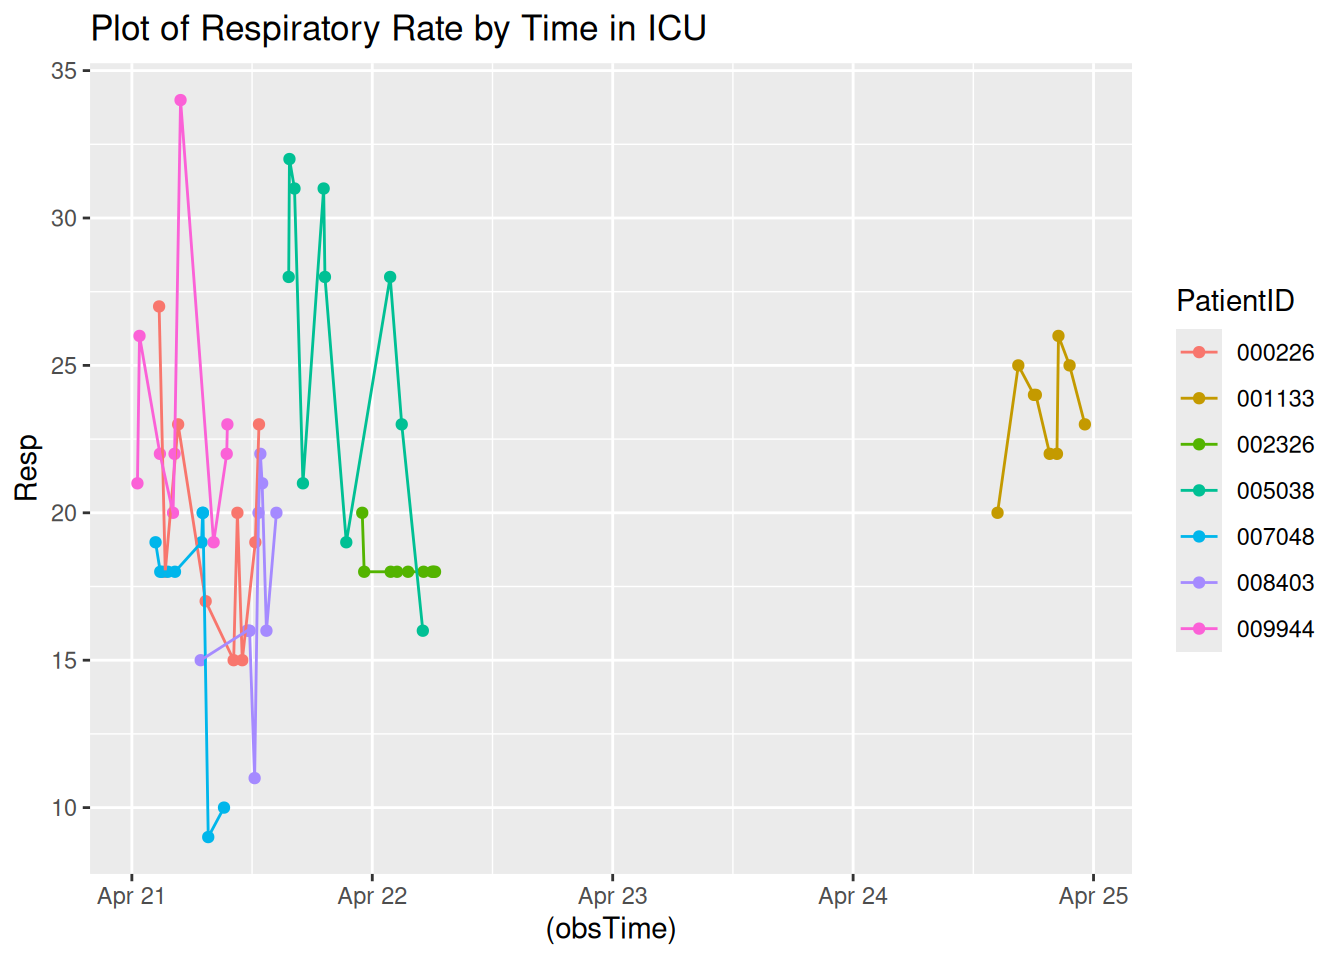 Plot of Respiratory Rate by Time in ICU
35
30
25
20
15
10
Resp
Apr 21
Apr 22
Apr 23
Apr 24
Apr 25
(obsTime)
PatientID
000226
001133
002326
005038
007048
008403
009944